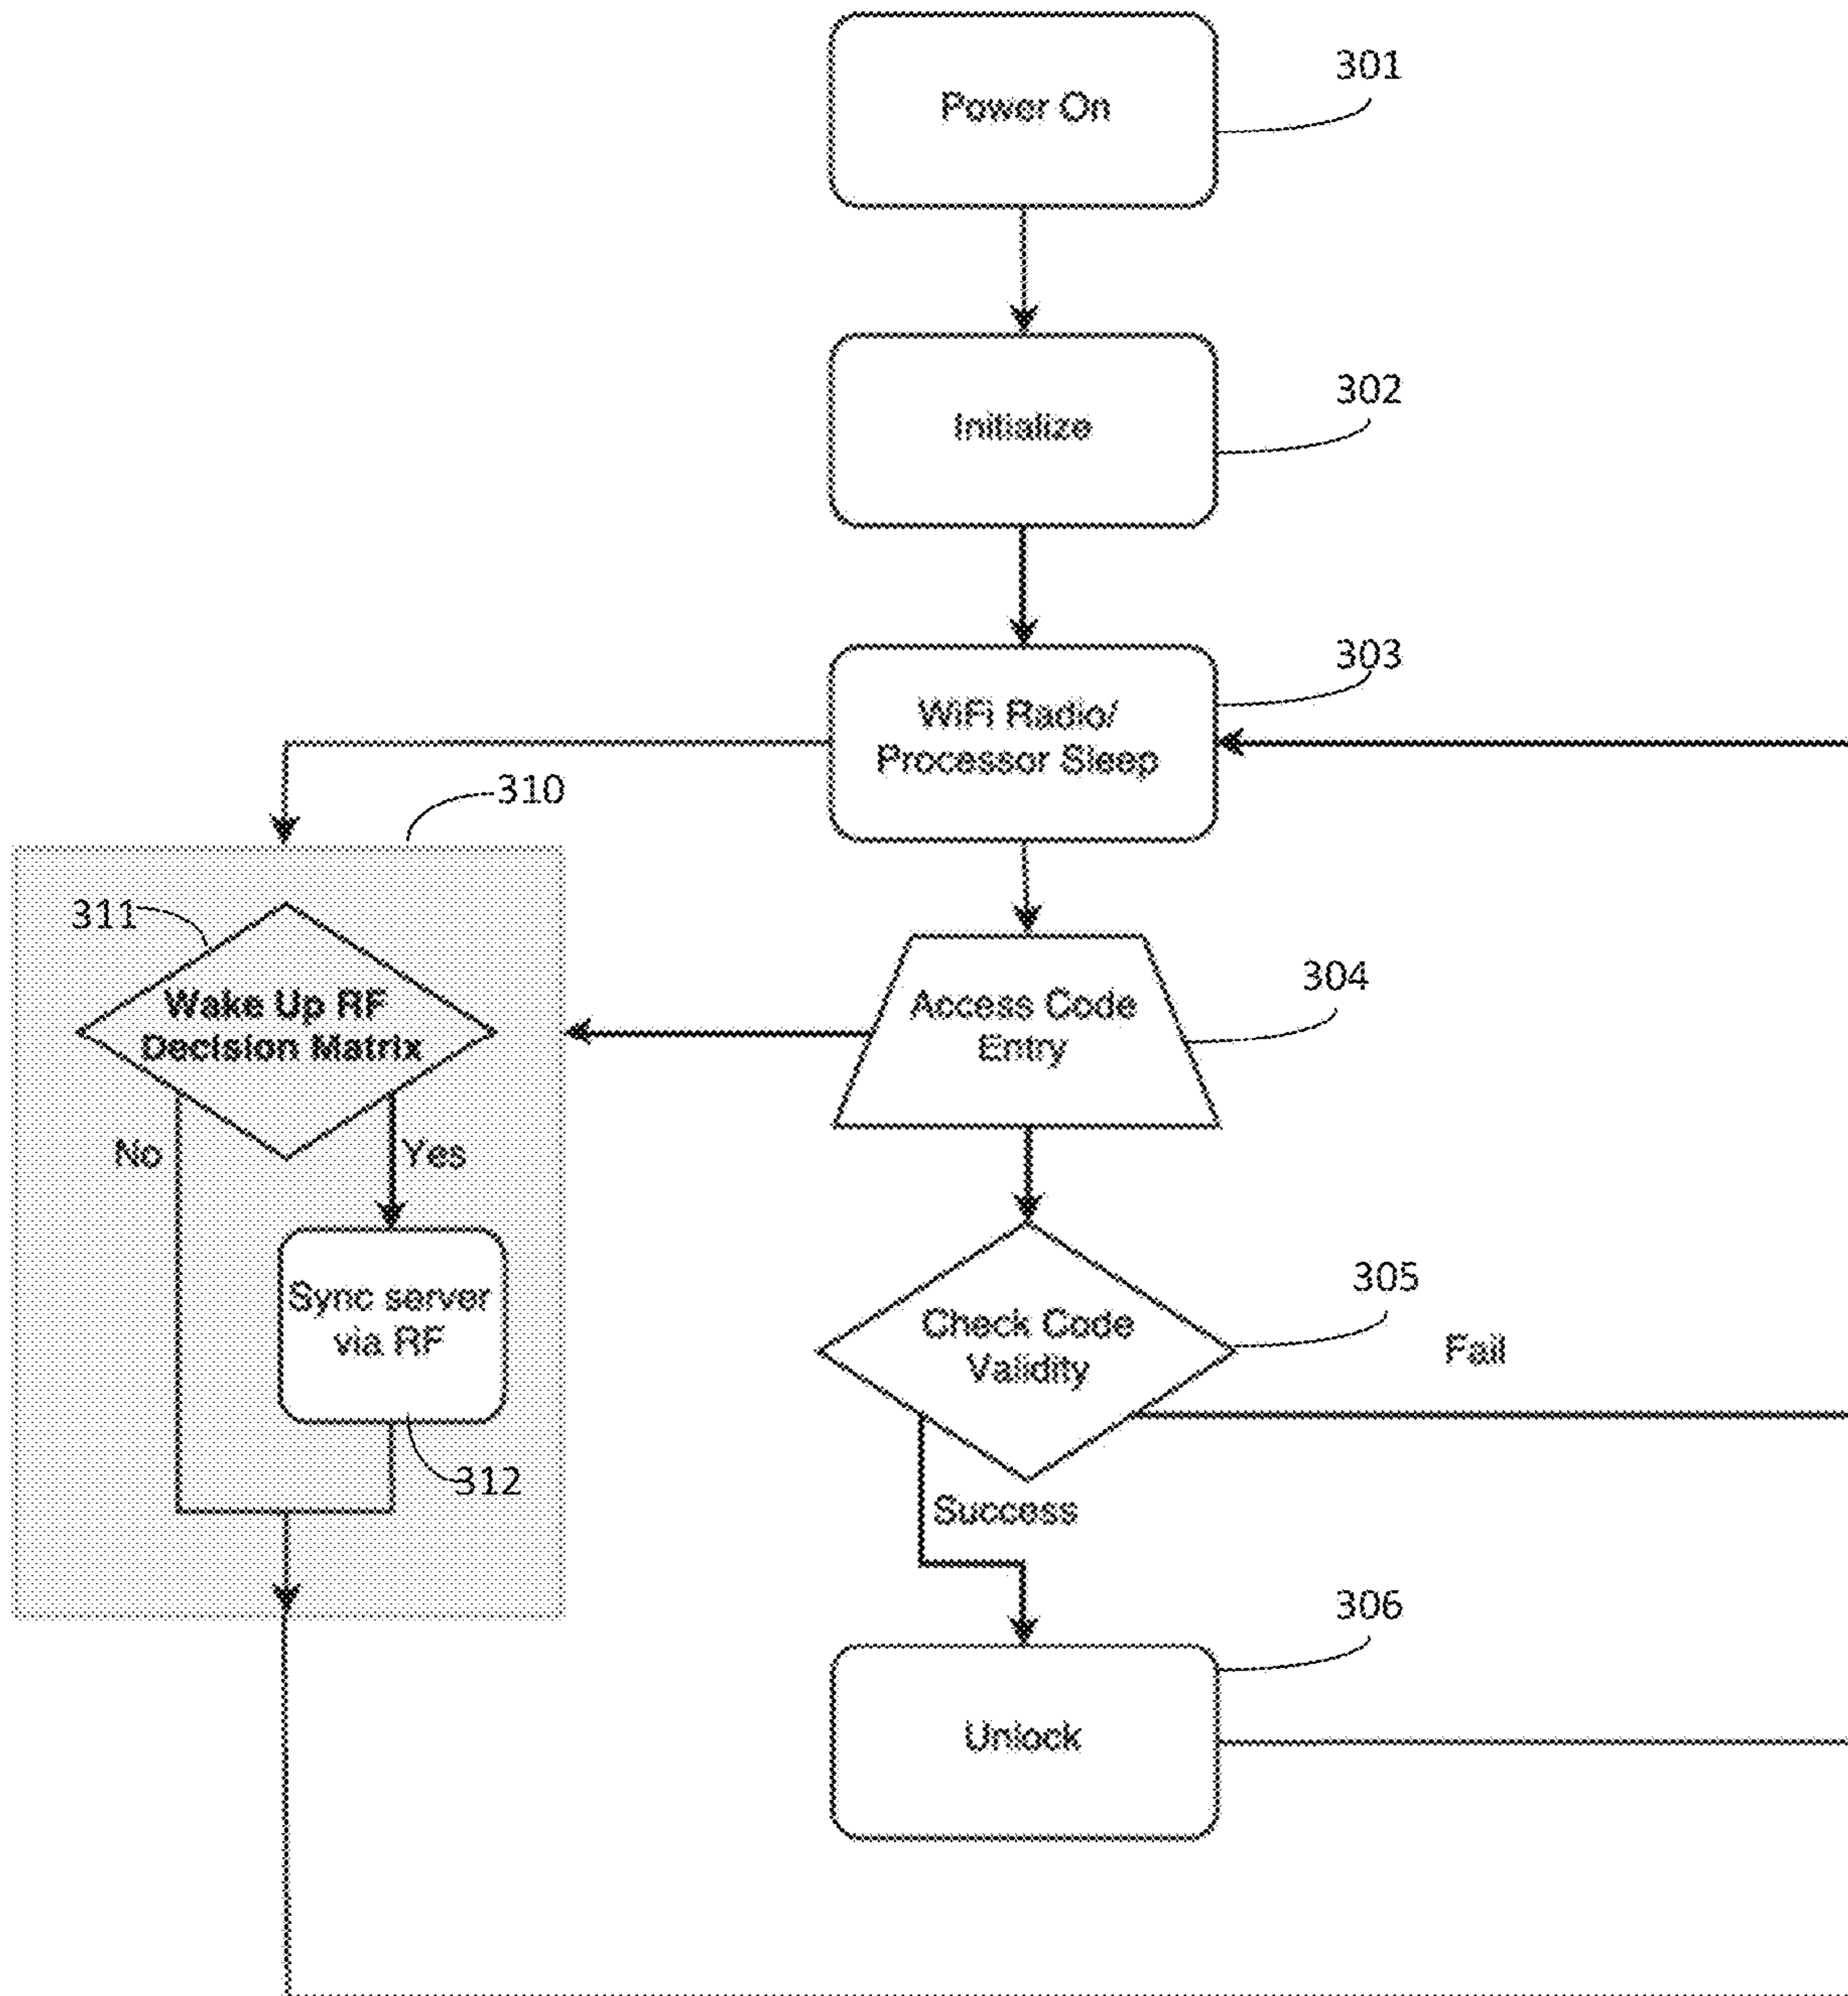 Power On
301
Initialize
302
WiFi Radio/
Processor Sleep
303
310
311
Wake Up RF
Decision Matrix
No
Yes
Sync server
via RF
312
Access Code
Entry
304
Check Code
Validity
305
Fail
Success
Unlock
306